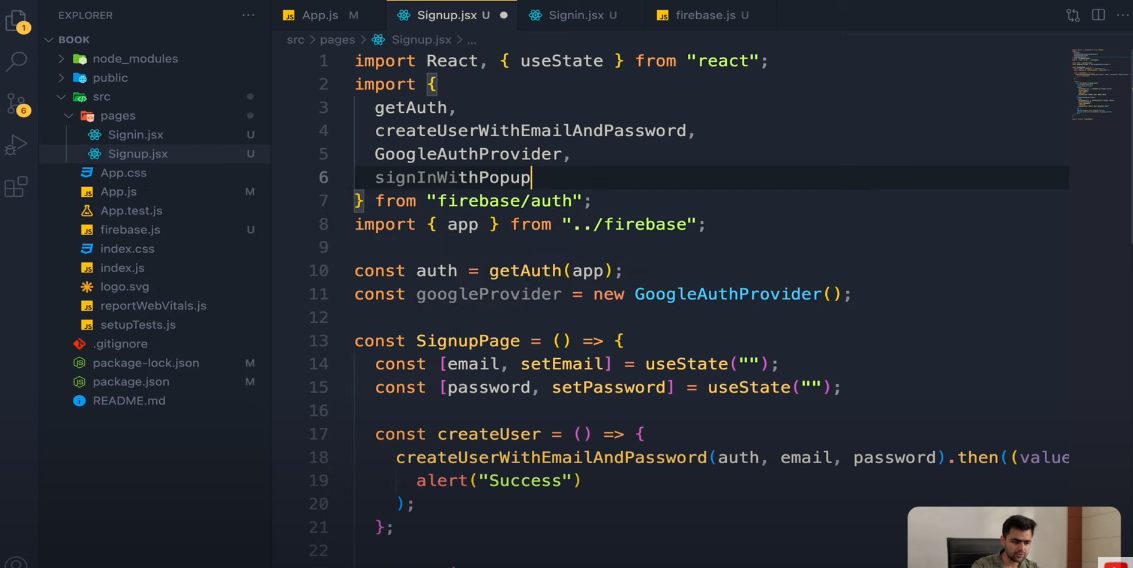 EXPLORER
BOOK
node_modules
public
src
pages
Signin.jsx U
Signup.jsx U
App.css
App.js M
App.test.js
firebase.js U
index.css
index.js
logo.svg
reportWebVitals.js
setupTests.js
.gitignore
package-lock.json M
package.json M
README.md
1
6
App.js M Signup.jsx U Signin.jsx U firebase.js U
src > pages > Signup.jsx > ...
1 import React, { useState } from "react";
2 import {
3 getAuth,
4 createUserWithEmailAndPassword,
5 GoogleAuthProvider,
6 signInWithPopup
7 } from "firebase/auth";
8 import { app } from "../firebase";
9
10 const auth = getAuth(app);
11 const googleProvider = new GoogleAuthProvider();
12
13 const SignupPage = () => {
14 const [email, setEmail] = useState("");
15 const [password, setPassword] = useState("");
16
17 const createUser = () => {
18 createUserWithEmailAndPassword(auth, email, password).then((value
19 alert("Success")
20 );
21 };
22